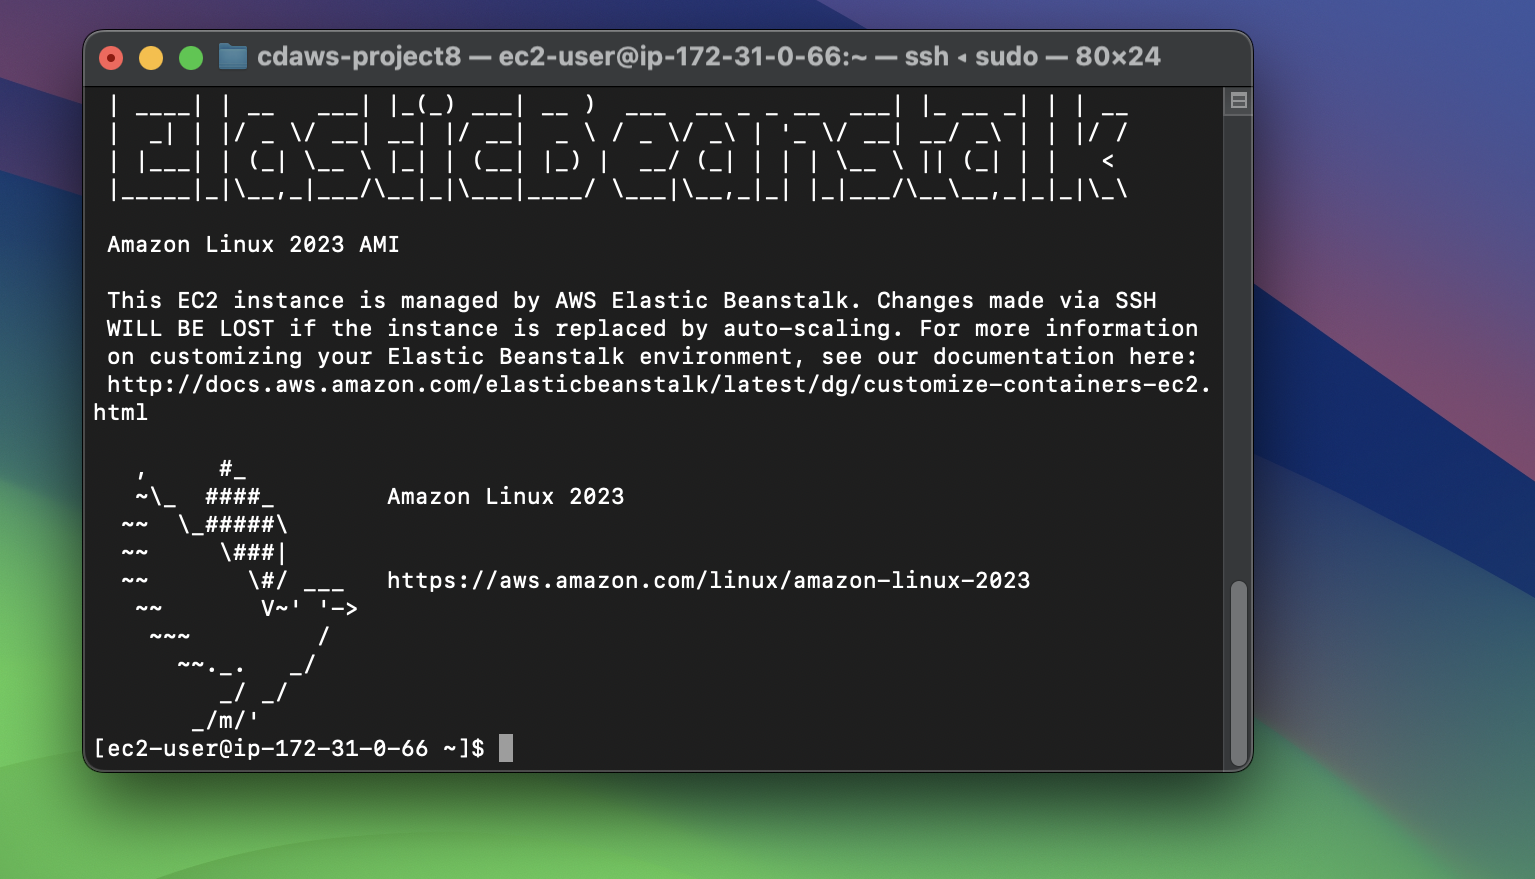 cdaws-project8 — ec2-user@ip-172-31-0-66:~ — ssh ◂ sudo — 80×24
| ____| | __   ___| |_(_) ___| __ )  ___  __ _ _ __  ___| |_ __ _| | | __
|  _| | |/ _ \/ __| __| |/ __|  _ \ / _ \/ _\ | '_ \/ __| __/ _\ | | |/ /
| |___| | (_| \__ \ |_| | (__| |_) |  __/ (_| | | | \__ \ || (_| | |   <
|_____|_|\__,_|___/\__|_|\___|____/ \___|\__,_|_| |_|___/\__\__,_|_|_|\_\
Amazon Linux 2023 AMI
This EC2 instance is managed by AWS Elastic Beanstalk. Changes made via SSH
WILL BE LOST if the instance is replaced by auto-scaling. For more information
on customizing your Elastic Beanstalk environment, see our documentation here:
http://docs.aws.amazon.com/elasticbeanstalk/latest/dg/customize-containers-ec2.
html
   ,     #_
   ~\_  ####_        Amazon Linux 2023
  ~~  \_#####\
  ~~     \###|
  ~~       \#/ ___   https://aws.amazon.com/linux/amazon-linux-2023
   ~~       V~' '->
    ~~~         /
      ~~._.   _/
         _/ _/
       _/m/'
[ec2-user@ip-172-31-0-66 ~]$